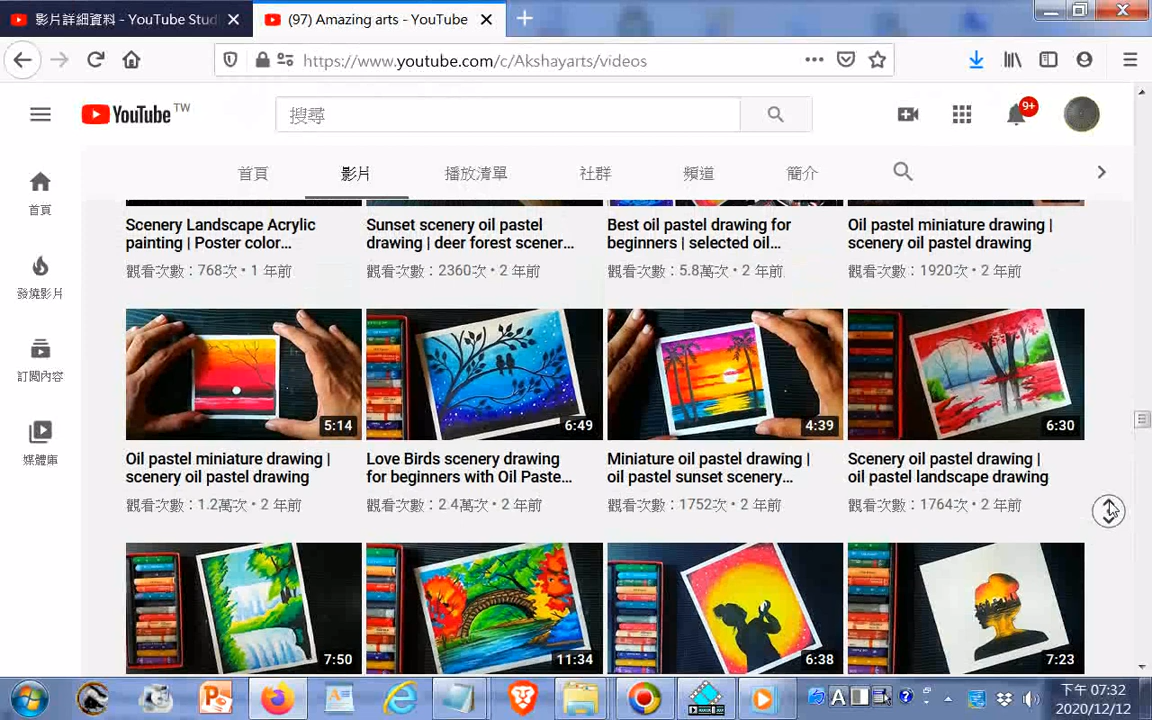 影片詳細資料 - YouTube Stud
(97) Amazing arts - YouTube
https://www.youtube.com/c/Akshayarts/videos
YouTube TW
搜尋
9+
首頁
影片
播放清單
社群
頻道
簡介
首頁
發燒影片
訂閱內容
媒體庫
Scenery Landscape Acrylic
painting | Poster color...
觀看次數：768次 • 1 年前
Sunset scenery oil pastel
drawing | deer forest scener...
觀看次數：2360次 • 2 年前
Best oil pastel drawing for
beginners | selected oil...
觀看次數：5.8萬次 • 2 年前
Oil pastel miniature drawing |
scenery oil pastel drawing
觀看次數：1920次 • 2 年前
5:14
Oil pastel miniature drawing |
scenery oil pastel drawing
觀看次數：1.2萬次 • 2 年前
6:49
Love Birds scenery drawing
for beginners with Oil Paste...
觀看次數：2.4萬次 • 2 年前
4:39
Miniature oil pastel drawing |
oil pastel sunset scenery...
觀看次數：1752次 • 2 年前
6:30
Scenery oil pastel drawing |
oil pastel landscape drawing
觀看次數：1764次 • 2 年前
7:50
11:34
6:38
7:23
下午 07:32
2020/12/12